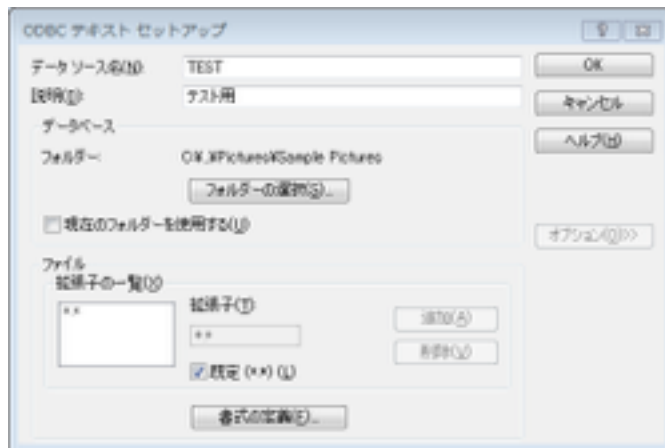 ODBC テキスト セットアップ
データ ソース名(N): TEST OK
説明(D): テスト用 キャンセル
データベース ヘルプ(H)
フォルダー: C:¥..¥Pictures¥Sample Pictures
フォルダーの選択(S)...
現在のフォルダーを使用する(U) オプション(O)>>
ファイル
拡張子の一覧(X)
*.* 拡張子(T): 追加(A)
*.* 削除(V)
既定 (*.*) (L)
書式の定義(F)...